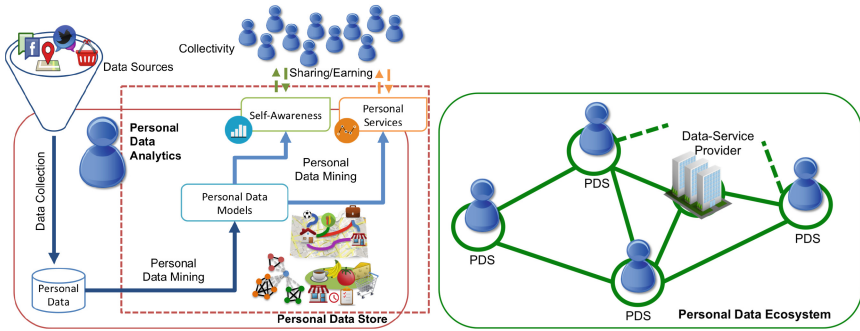 Collectivity
Data Sources
Sharing/Earning
Self-Awareness
Personal
Services
Personal
Data
Analytics
Personal
Data Mining
Data Collection
Personal Data
Models
Personal
Data Mining
Personal
Data
Personal Data Store
Data-Service
Provider
PDS
PDS
PDS
PDS
Personal Data Ecosystem